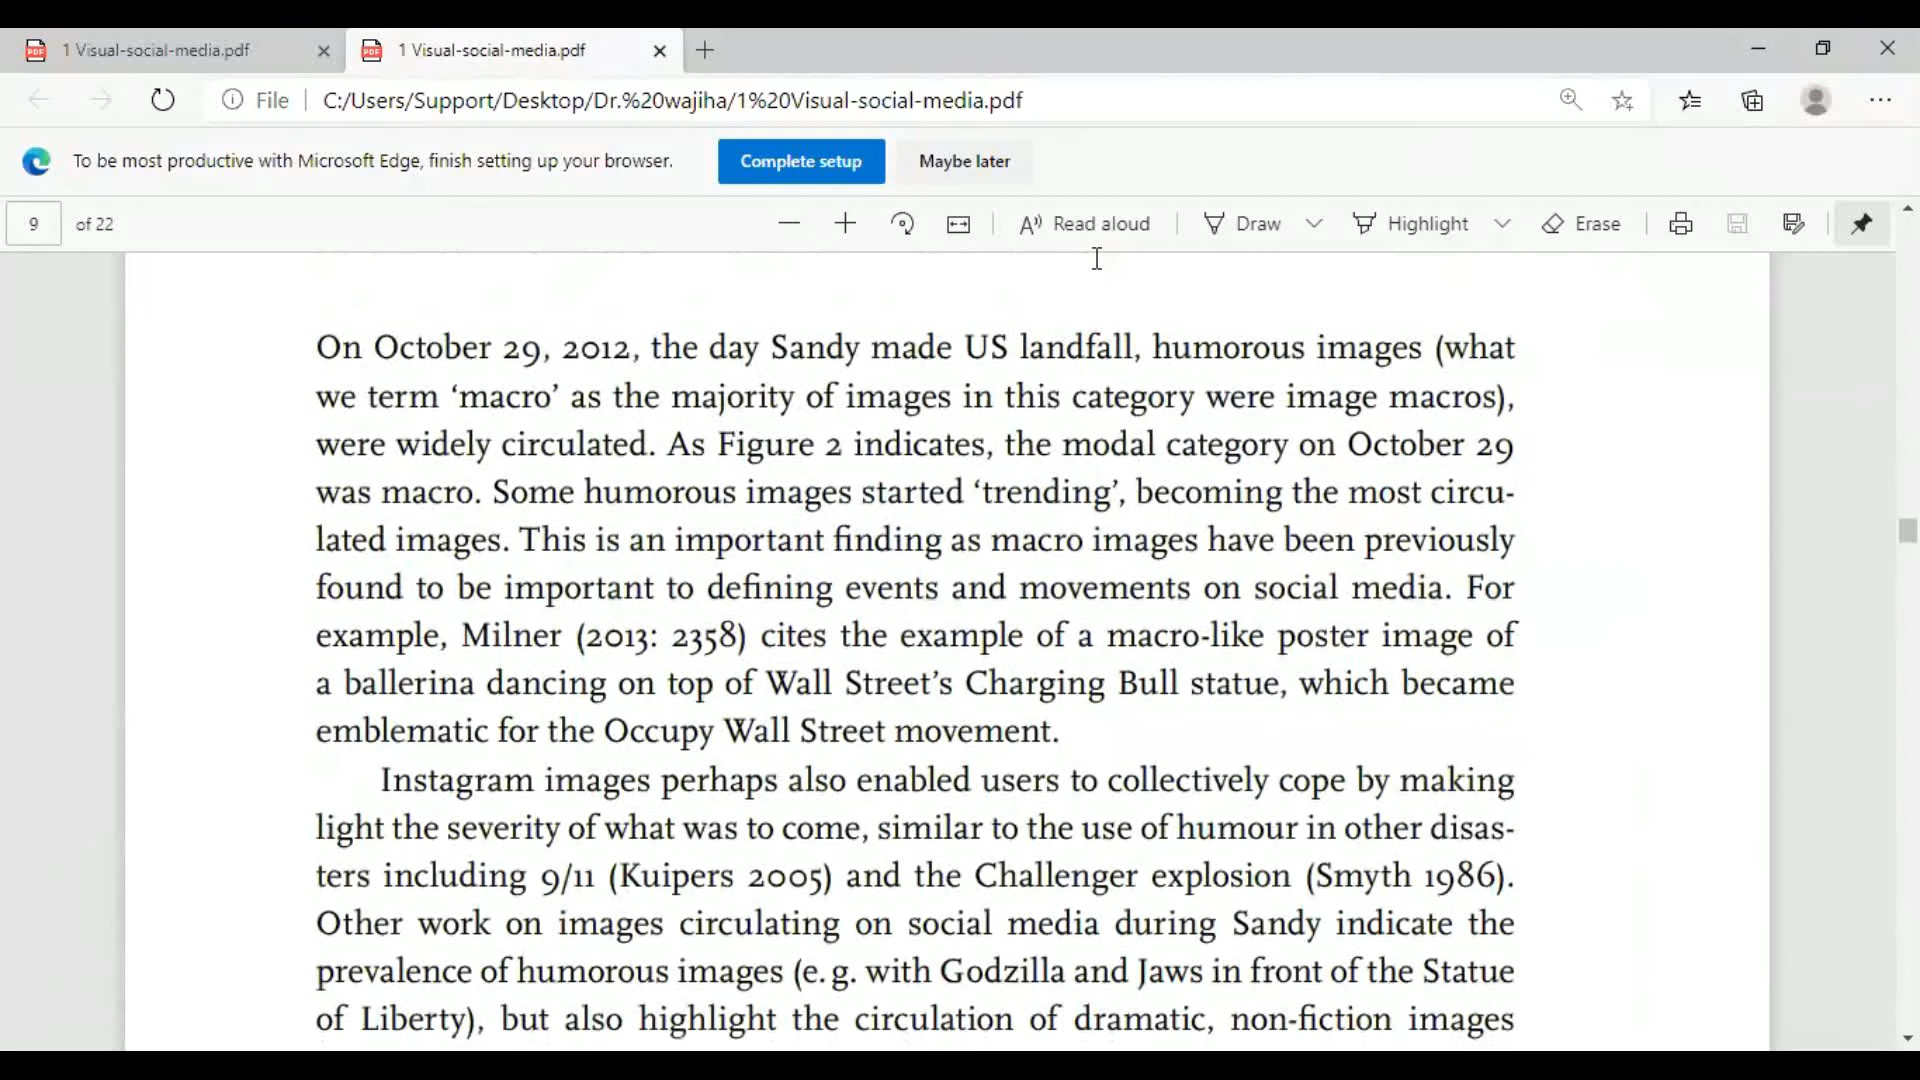 1 Visual-social-media.pdf
1 Visual-social-media.pdf
File
C:/Users/Support/Desktop/Dr.%20wajiha/1%20Visual-social-media.pdf
To be most productive with Microsoft Edge, finish setting up your browser.
Complete setup
Maybe later
9 of 22
Read aloud
Draw
Highlight
Erase
On October 29, 2012, the day Sandy made US landfall, humorous images (what
we term ‘macro’ as the majority of images in this category were image macros),
were widely circulated. As Figure 2 indicates, the modal category on October 29
was macro. Some humorous images started ‘trending’, becoming the most circu-
lated images. This is an important finding as macro images have been previously
found to be important to defining events and movements on social media. For
example, Milner (2013: 2358) cites the example of a macro-like poster image of
a ballerina dancing on top of Wall Street’s Charging Bull statue, which became
emblematic for the Occupy Wall Street movement.
Instagram images perhaps also enabled users to collectively cope by making
light the severity of what was to come, similar to the use of humour in other disas-
ters including 9/11 (Kuipers 2005) and the Challenger explosion (Smyth 1986).
Other work on images circulating on social media during Sandy indicate the
prevalence of humorous images (e. g. with Godzilla and Jaws in front of the Statue
of Liberty), but also highlight the circulation of dramatic, non-fiction images